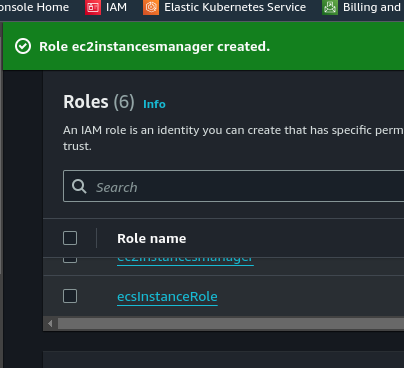 onsole Home IAM Elastic Kubernetes Service Billing and
Role ec2instancesmanager created.
Roles (6) Info
An IAM role is an identity you can create that has specific perm
trust.
Search
Role name
ec2instancesmanager
ecsInstanceRole